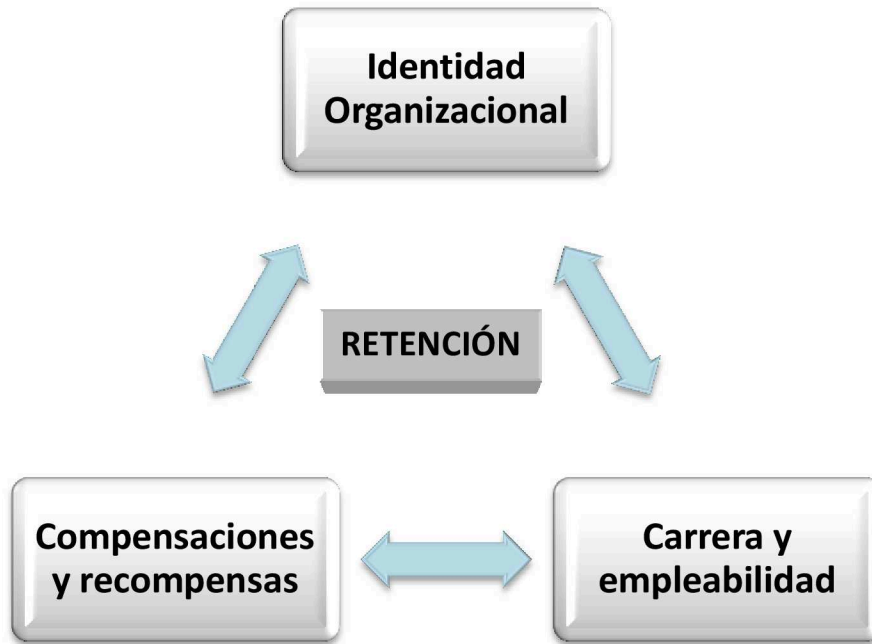 Identidad
Organizacional
RETENCIÓN
Compensaciones
y recompensas
Carrera y
empleabilidad